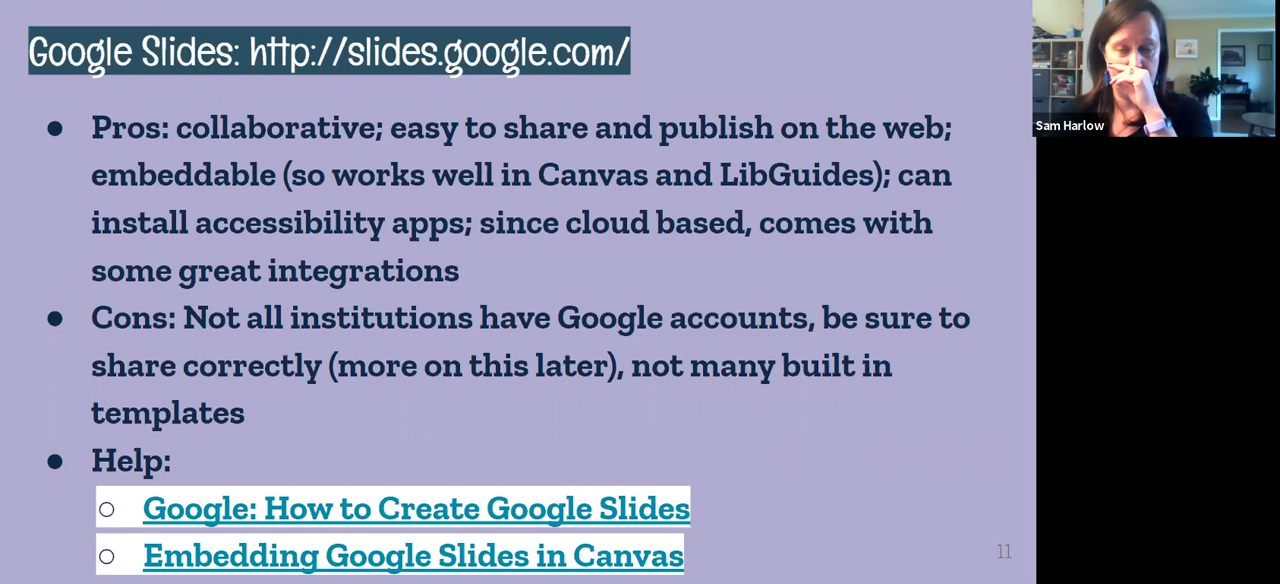 Google Slides: http://slides.google.com/
Sam Harlow
● Pros: collaborative; easy to share and publish on the web;
embeddable (so works well in Canvas and LibGuides); can
install accessibility apps; since cloud based, comes with
some great integrations
● Cons: Not all institutions have Google accounts, be sure to
share correctly (more on this later), not many built in
templates
● Help:
○ Google: How to Create Google Slides
○ Embedding Google Slides in Canvas
11